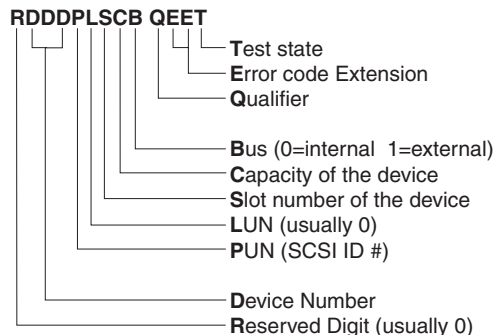 RDDDPLSCB QEET
Test state
Error code Extension
Qualifier
Bus (0=internal 1=external)
Capacity of the device
Slot number of the device
LUN (usually 0)
PUN (SCSI ID #)
Device Number
Reserved Digit (usually 0)